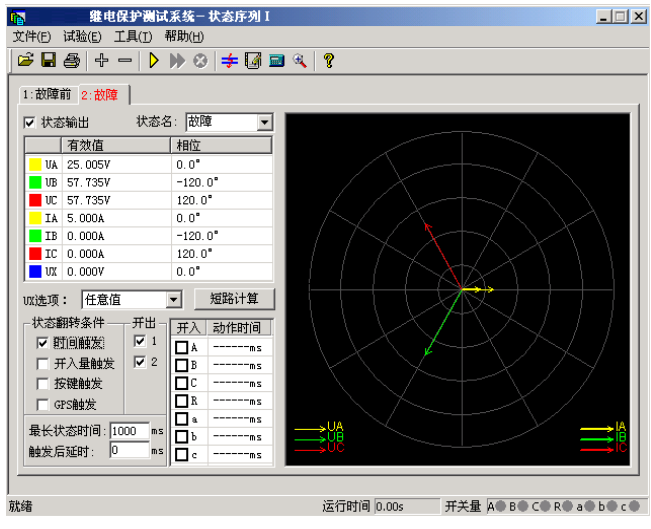 继电保护测试系统－状态序列 I
文件(F) 试验(E) 工具(T) 帮助(H)
1:故障前 2:故障
状态输出 状态名: 故障
有效值 相位
UA 25.005V 0.0°
UB 57.735V -120.0°
UC 57.735V 120.0°
IA 5.000A 0.0°
IB 0.000A -120.0°
IC 0.000A 120.0°
UX 0.000V 0.0°
UX选项: 任意值 短路计算
状态翻转条件 开出 开入 动作时间
时间触发 1 A ------ms
开入量触发 2 B ------ms
按键触发 C ------ms
GPS触发 R ------ms
a ------ms
最长状态时间: 1000 ms b ------ms
触发后延时: 0 ms c ------ms
UA IA
UB IB
UC IC
就绪 运行时间 0.00s 开关量 A B C R a b c